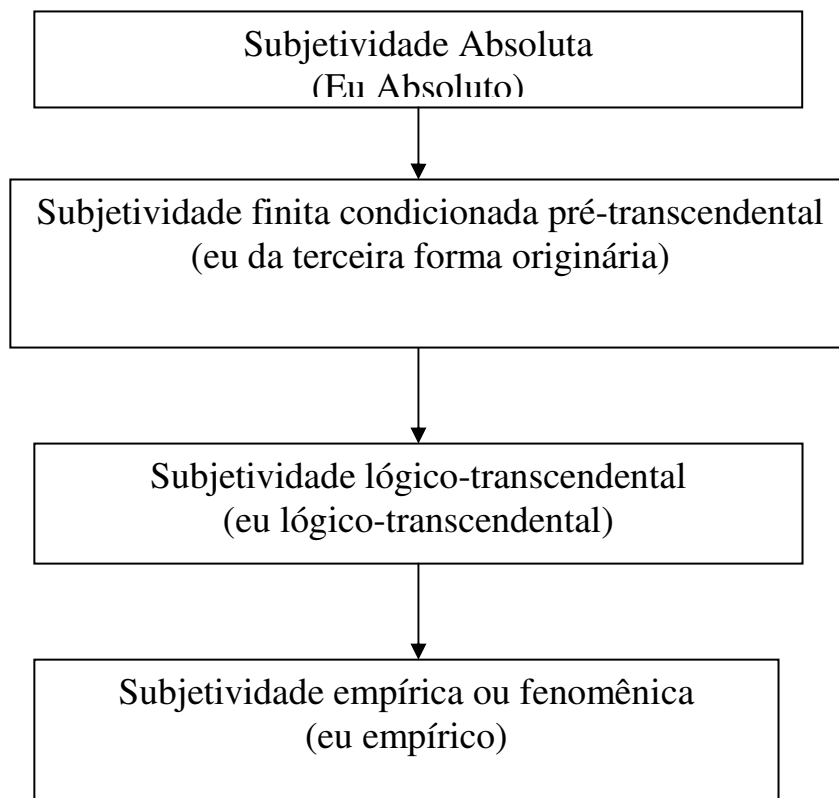 Subjetividade Absoluta
(Eu Absoluto)
Subjetividade finita condicionada pré-transcendental
(eu da terceira forma originária)
Subjetividade lógico-transcendental
(eu lógico-transcendental)
Subjetividade empírica ou fenomênica
(eu empírico)